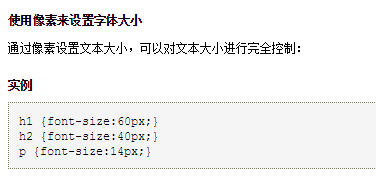 使用像素来设置字体大小
通过像素设置文本大小，可以对文本大小进行完全控制：
实例
h1 {font-size:60px;}
h2 {font-size:40px;}
p {font-size:14px;}